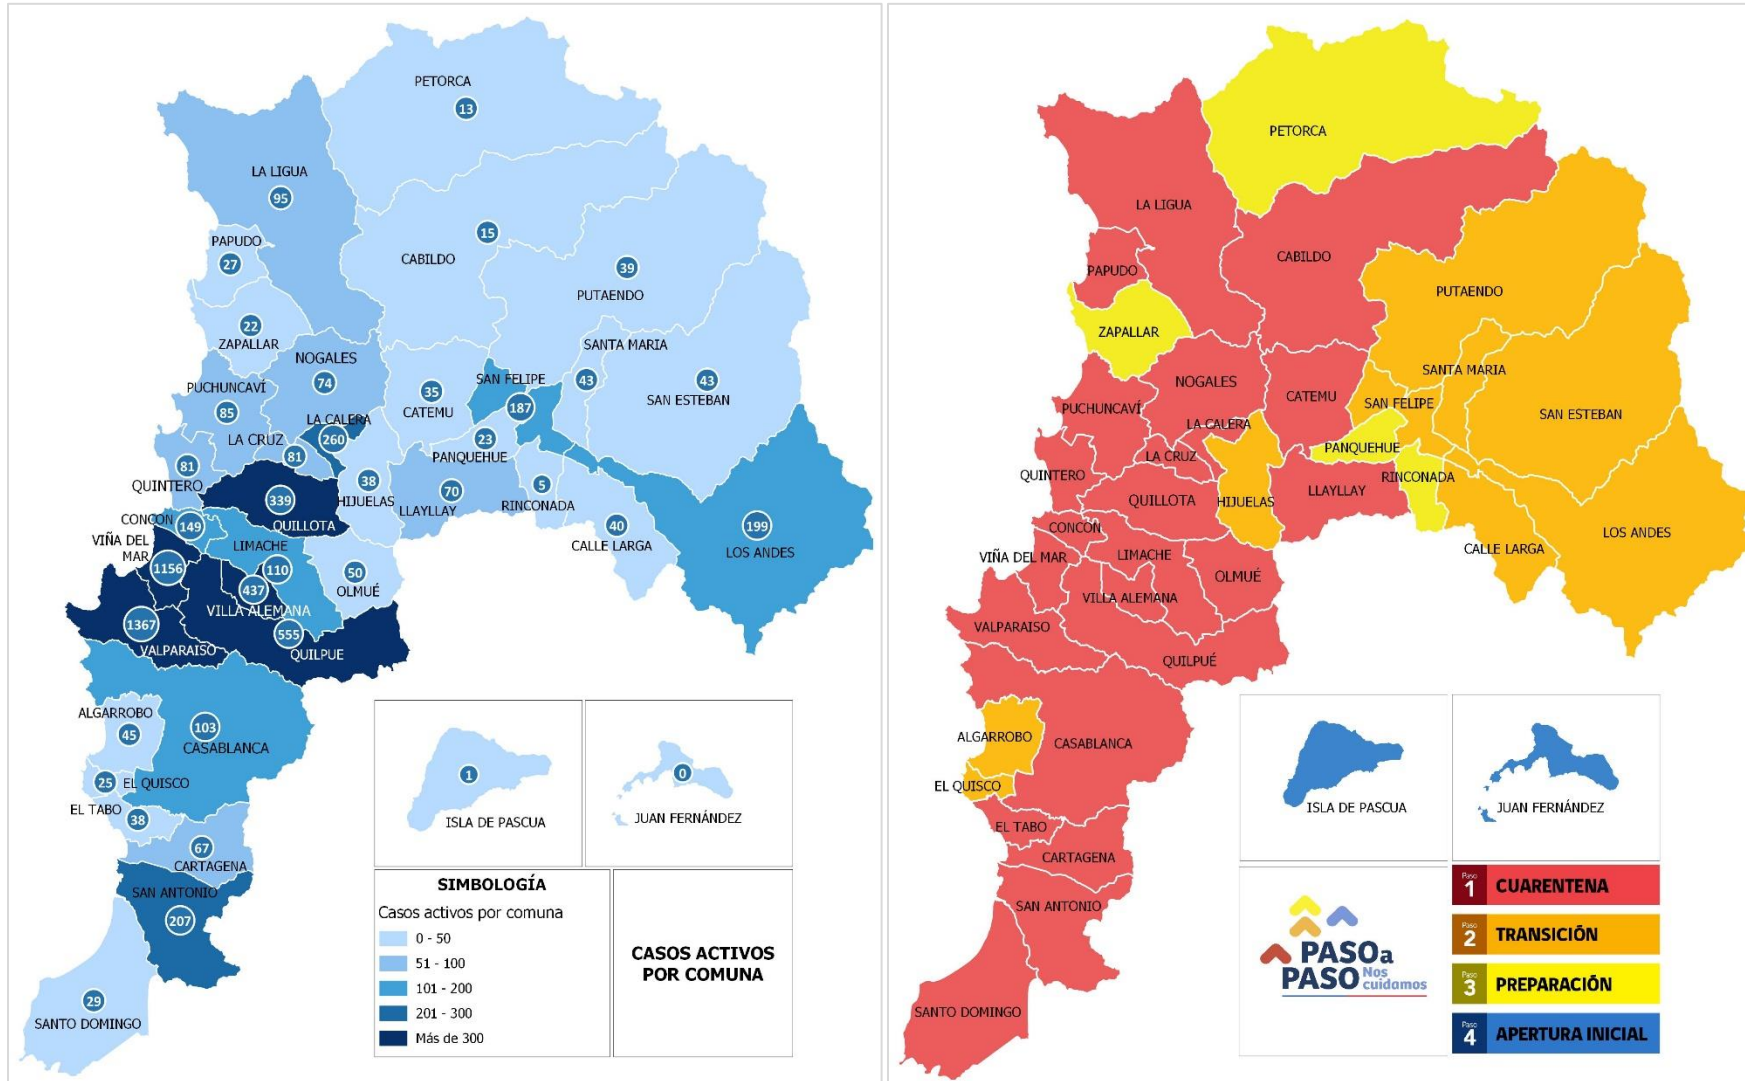 PETORCA
13
LA LIGUA
95
PAPUDO
27
15
CABILDO
39
PUTAENDO
22
ZAPALLAR
SANTA MARIA
43
NOGALES
74
SAN FELIPE
187
43
SAN ESTEBAN
PUCHUNCAVÍ
85
35
CATEMU
LA CALERA
260
LA CRUZ
81
23
PANQUEHUE
81
QUINTERO
38
HIJUELAS
70
LLAYLLAY
5
RINCONADA
339
QUILLOTA
CONCÓN
149
40
CALLE LARGA
199
LOS ANDES
VIÑA DEL
MAR
1156
LIMACHE
110
50
OLMUÉ
437
VILLA ALEMANA
1367
VALPARAISO
555
QUILPUE
ALGARROBO
45
103
CASABLANCA
25
EL QUISCO
EL TABO
38
67
CARTAGENA
SAN ANTONIO
207
29
SANTO DOMINGO
1
ISLA DE PASCUA
0
JUAN FERNÁNDEZ
SIMBOLOGÍA
Casos activos por comuna
0 - 50
51 - 100
101 - 200
201 - 300
Más de 300
CASOS ACTIVOS
POR COMUNA
PETORCA
LA LIGUA
CABILDO
PAPUDO
PUTAENDO
ZAPALLAR
SANTA MARIA
NOGALES
CATEMU
SAN FELIPE
SAN ESTEBAN
PUCHUNCAVÍ
LA CALERA
PANQUEHUE
LA CRUZ
QUINTERO
RINCONADA
LLAYLLAY
HIJUELAS
QUILLOTA
CONCÓN
LOS ANDES
CALLE LARGA
LIMACHE
VIÑA DEL MAR
OLMUÉ
VILLA ALEMANA
VALPARAISO
QUILPUÉ
ALGARROBO
CASABLANCA
EL QUISCO
EL TABO
CARTAGENA
SAN ANTONIO
SANTO DOMINGO
ISLA DE PASCUA
JUAN FERNÁNDEZ
PASO a
PASO Nos
cuidamos
Paso
1 CUARENTENA
Paso
2 TRANSICIÓN
Paso
3 PREPARACIÓN
Paso
4 APERTURA INICIAL